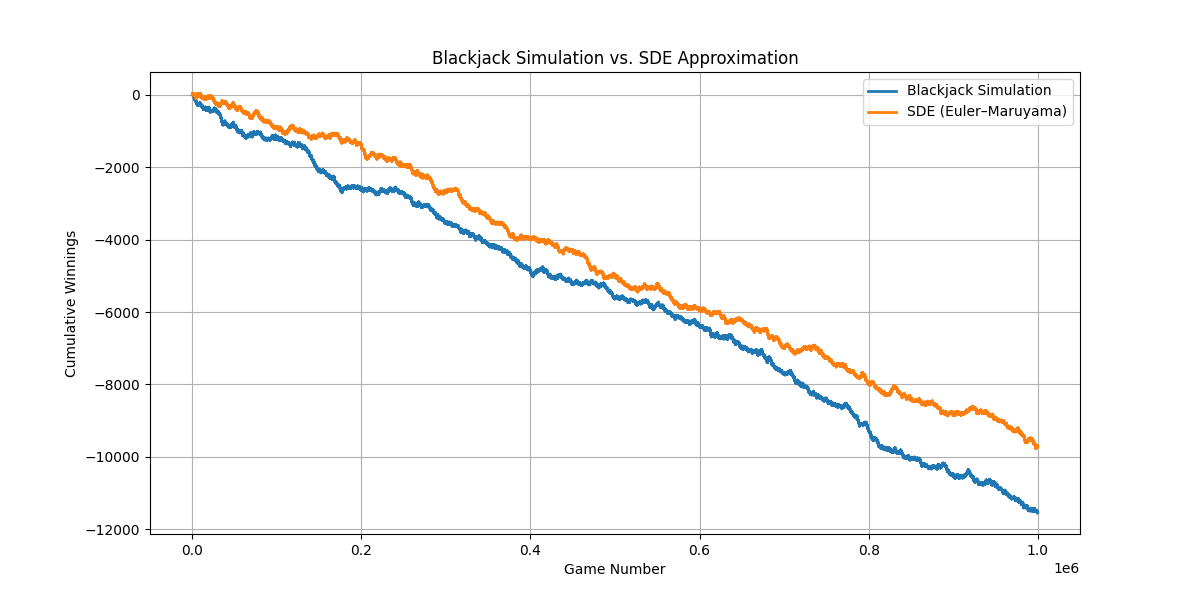 Blackjack Simulation vs. SDE Approximation
Blackjack Simulation
SDE (Euler–Maruyama)
Cumulative Winnings
0
−2000
−4000
−6000
−8000
−10000
−12000
0.0 0.2 0.4 0.6 0.8 1.0
1e6
Game Number